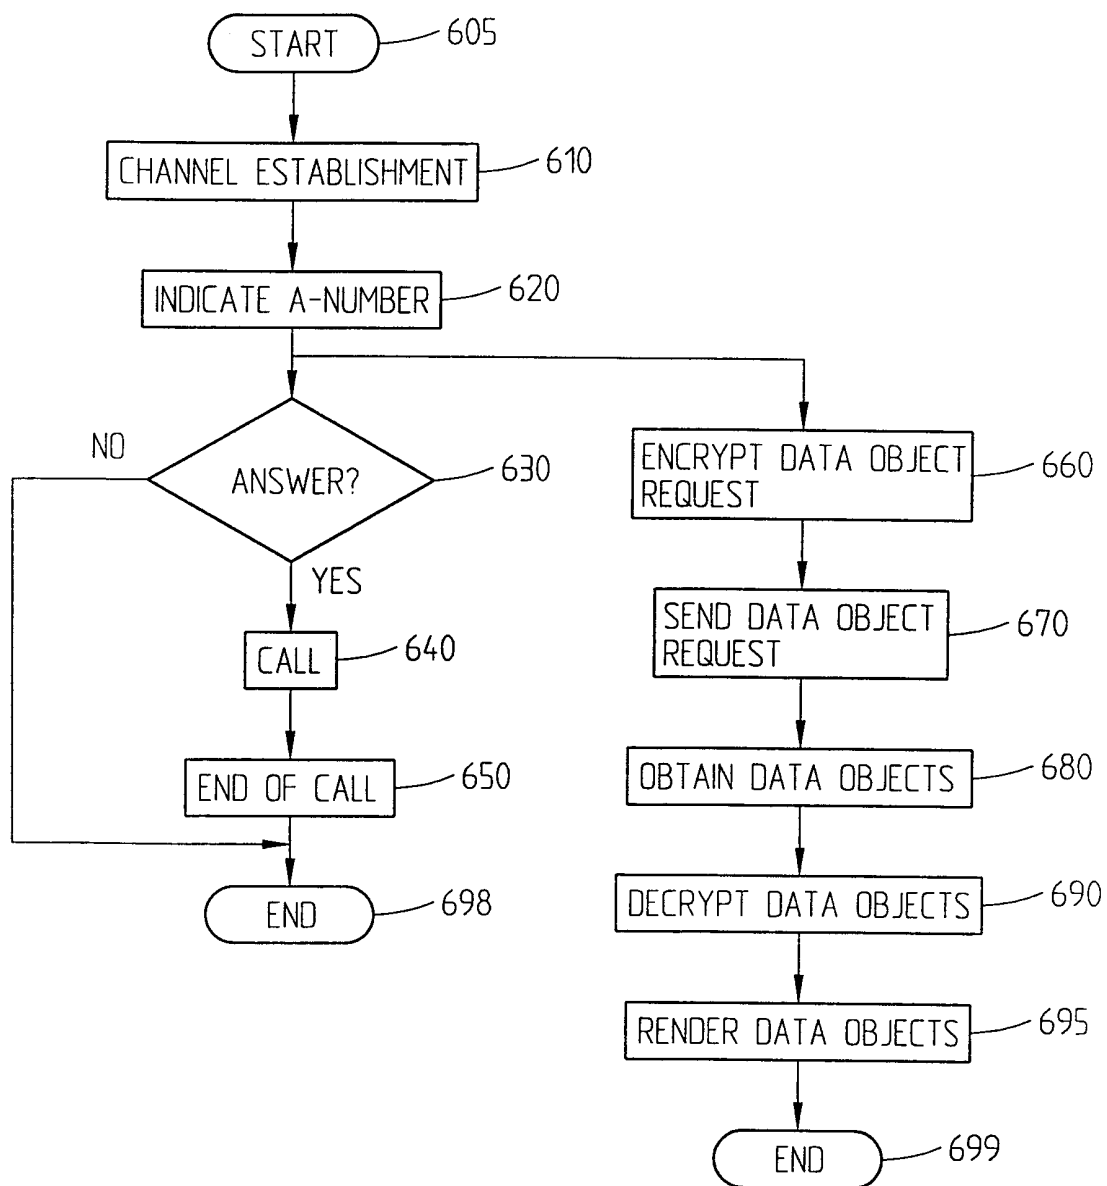 START
605
CHANNEL ESTABLISHMENT
610
INDICATE A-NUMBER
620
NO
ANSWER?
630
YES
CALL
640
END OF CALL
650
END
698
ENCRYPT DATA OBJECT
REQUEST
660
SEND DATA OBJECT
REQUEST
670
OBTAIN DATA OBJECTS
680
DECRYPT DATA OBJECTS
690
RENDER DATA OBJECTS
695
END
699